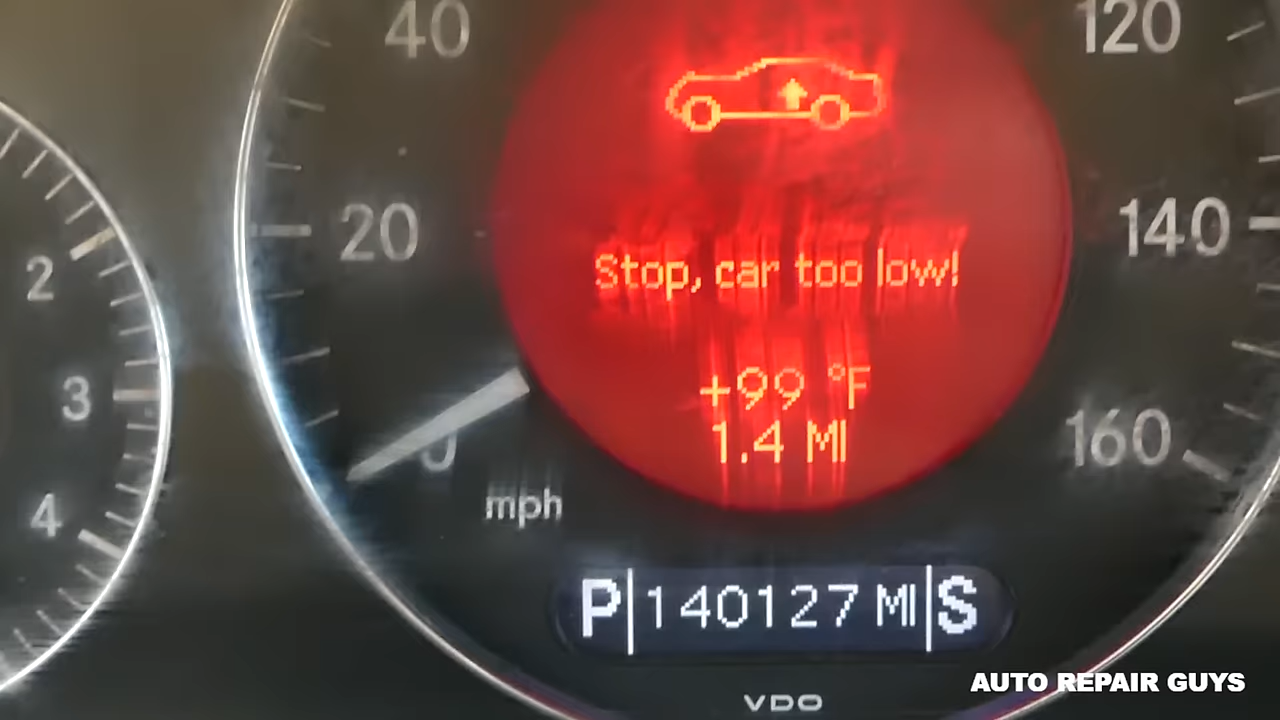 40
120
20
140
2
Stop, car too low!
3
+99 °F
1.4 MI
0
160
4
mph
P 140127 MI S
VDO
AUTO REPAIR GUYS